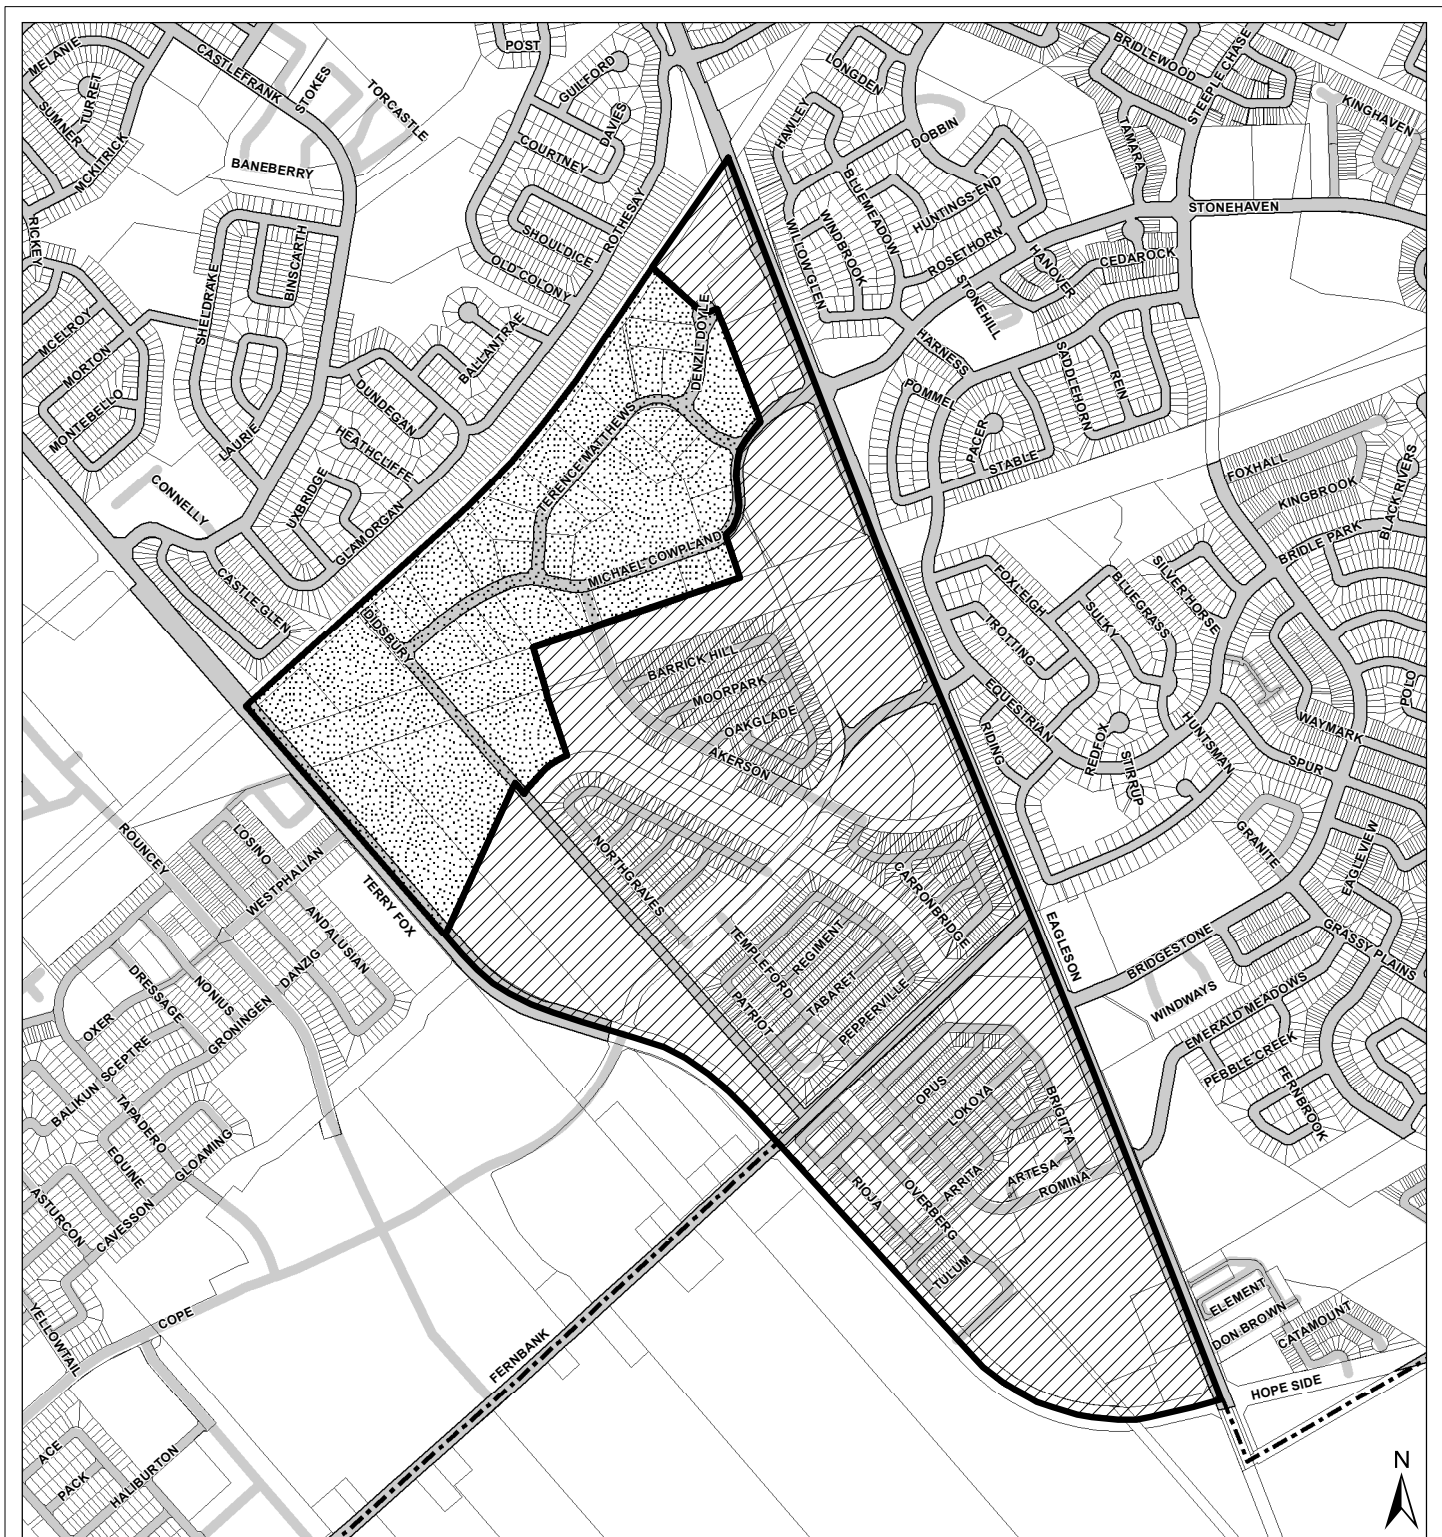 MELANIE
CASTLEFRANK
STOKES
TORCASTLE
TURRET
SUMNER
MCKITRICK
BANEBERRY
POST
GUILFORD
DAVIES
COURTNEY
SHOULDICE
OLD COLONY
ROTHESAY
LONGDEN
HAWLEY
DOBBIN
BLUEMEADOW
HUNTINGS-END
WINDBROOK
WILLOW GLEN
ROSETHORN
BRIDLEWOOD
STEEPLECHASE
TAMARA
KINGHAVEN
STONEHAVEN
HANOVER
CEDAROCK
STONEHILL
RICKEY
BINSCARTH
SHELDRAKE
MCELROY
MORTON
MONTEBELLO
LAURIE
CONNELLY
BALLANTRAE
DUNDEGAN
HEATHCLIFFE
UXBRIDGE
GLAMORGAN
CASTLE GLEN
DENZIL DOYLE
TERENCE MATTHEWS
MICHAEL COWPLAND
DIDSBURY
HARNESS
POMMEL
PACER
STABLE
SADDLEHORN
REIN
FOXHALL
KINGBROOK
BLACK RIVERS
BRIDLE PARK
FOXLEIGH
TROTTING
SULKY
BLUEGRASS
SILVER HORSE
EQUESTRIAN
RIDING
REDFOX
STIRRUP
HUNTSMAN
POLO
WAYMARK
SPUR
GRANITE
EAGLEVIEW
GRASSY PLAINS
BARRICK HILL
MOORPARK
OAKGLADE
AKERSON
NORTHGRAVES
CARRONBRIDGE
TEMPLEFORD
REGIMENT
TABARET
PEPPERVILLE
PATRIOT
EAGLESON
BRIDGESTONE
WINDWAYS
EMERALD MEADOWS
PEBBLE CREEK
FERNBROOK
ROUNCEY
LOSINO
WESTPHALIAN
TERRY FOX
ANDALUSIAN
DANZIG
GRONINGEN
NONIUS
DRESSAGE
OXER
SCEPTRE
BALIKUN
TAPADERO
EQUINE
GLOAMING
CAVESSON
ASTURCON
YELLOWTAIL
COPE
FERNBANK
OPUS
LOKOYA
BRIGITTA
ARTESA
ROMINA
ARRITA
OVERBERG
RIOJA
TULUM
ELEMENT
DON BROWN
CATAMOUNT
HOPE SIDE
ACE
PACK
HALIBURTON
N